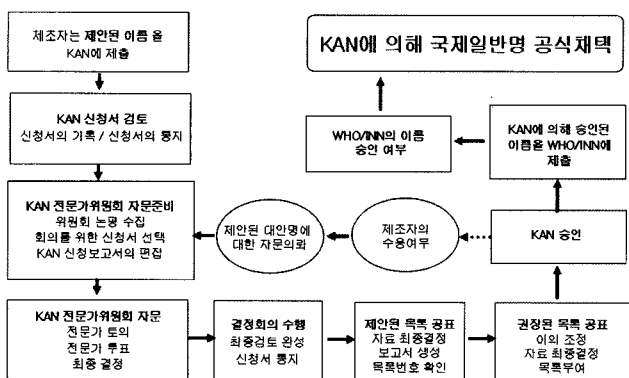 제조자는 제안된 이름 을
KAN에 제출
KAN 신청서 검토
신청서의 기록 / 신청서의 통지
KAN 전문가위원회 자문준비
위원회 논평 수집
회의를 위한 신청서 선택
KAN 신청보고서의 편집
KAN 전문가위원회 자문
전문가 토의
전문가 투표
최종 결정
결정회의 수행
최종검토 완성
신청서 통지
제안된 목록 공표
자료 최종결정
보고서 생성
목록번호 확인
권장된 목록 공표
이의 조정
자료 최종결정
목록부여
KAN 승인
제조자의
수용여부
제안된 대안명에
대한 자문의뢰
KAN에 의해 승인된
이름을 WHO/INN에
제출
WHO/INN의 이름
승인 여부
KAN에 의해 국제일반명 공식채택